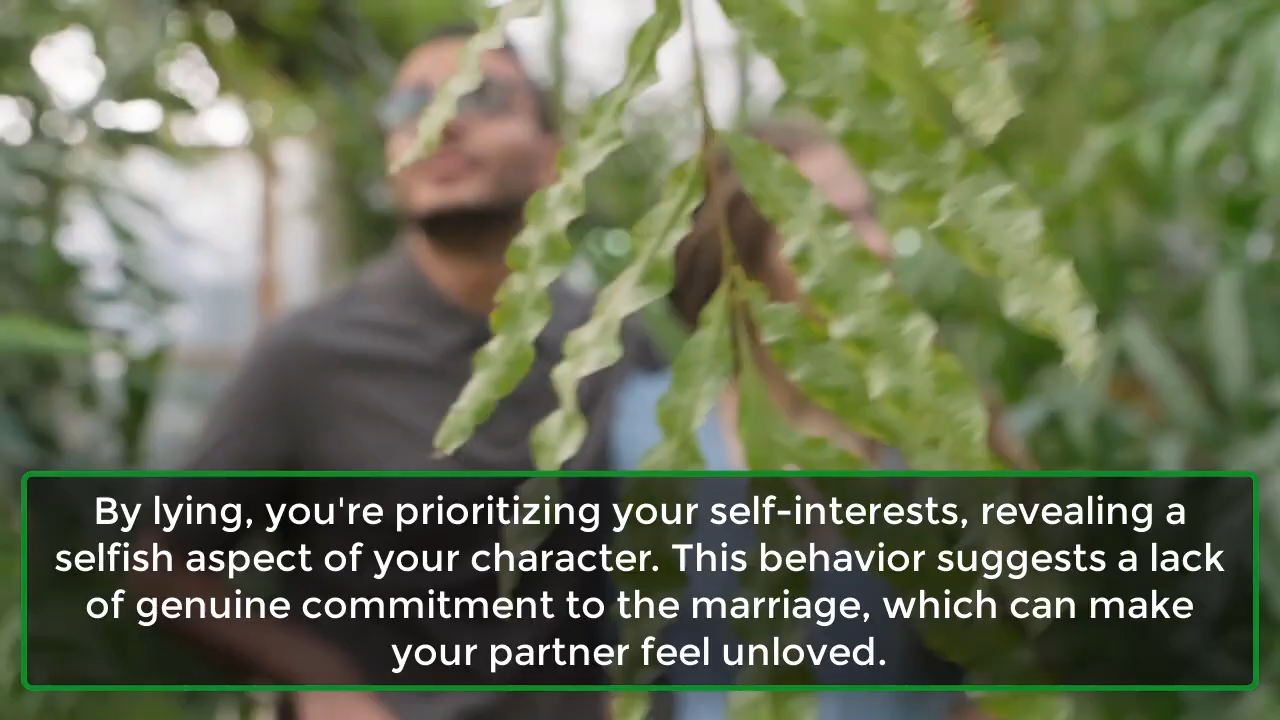 By lying, you're prioritizing your self-interests, revealing a
selfish aspect of your character. This behavior suggests a lack
of genuine commitment to the marriage, which can make
your partner feel unloved.